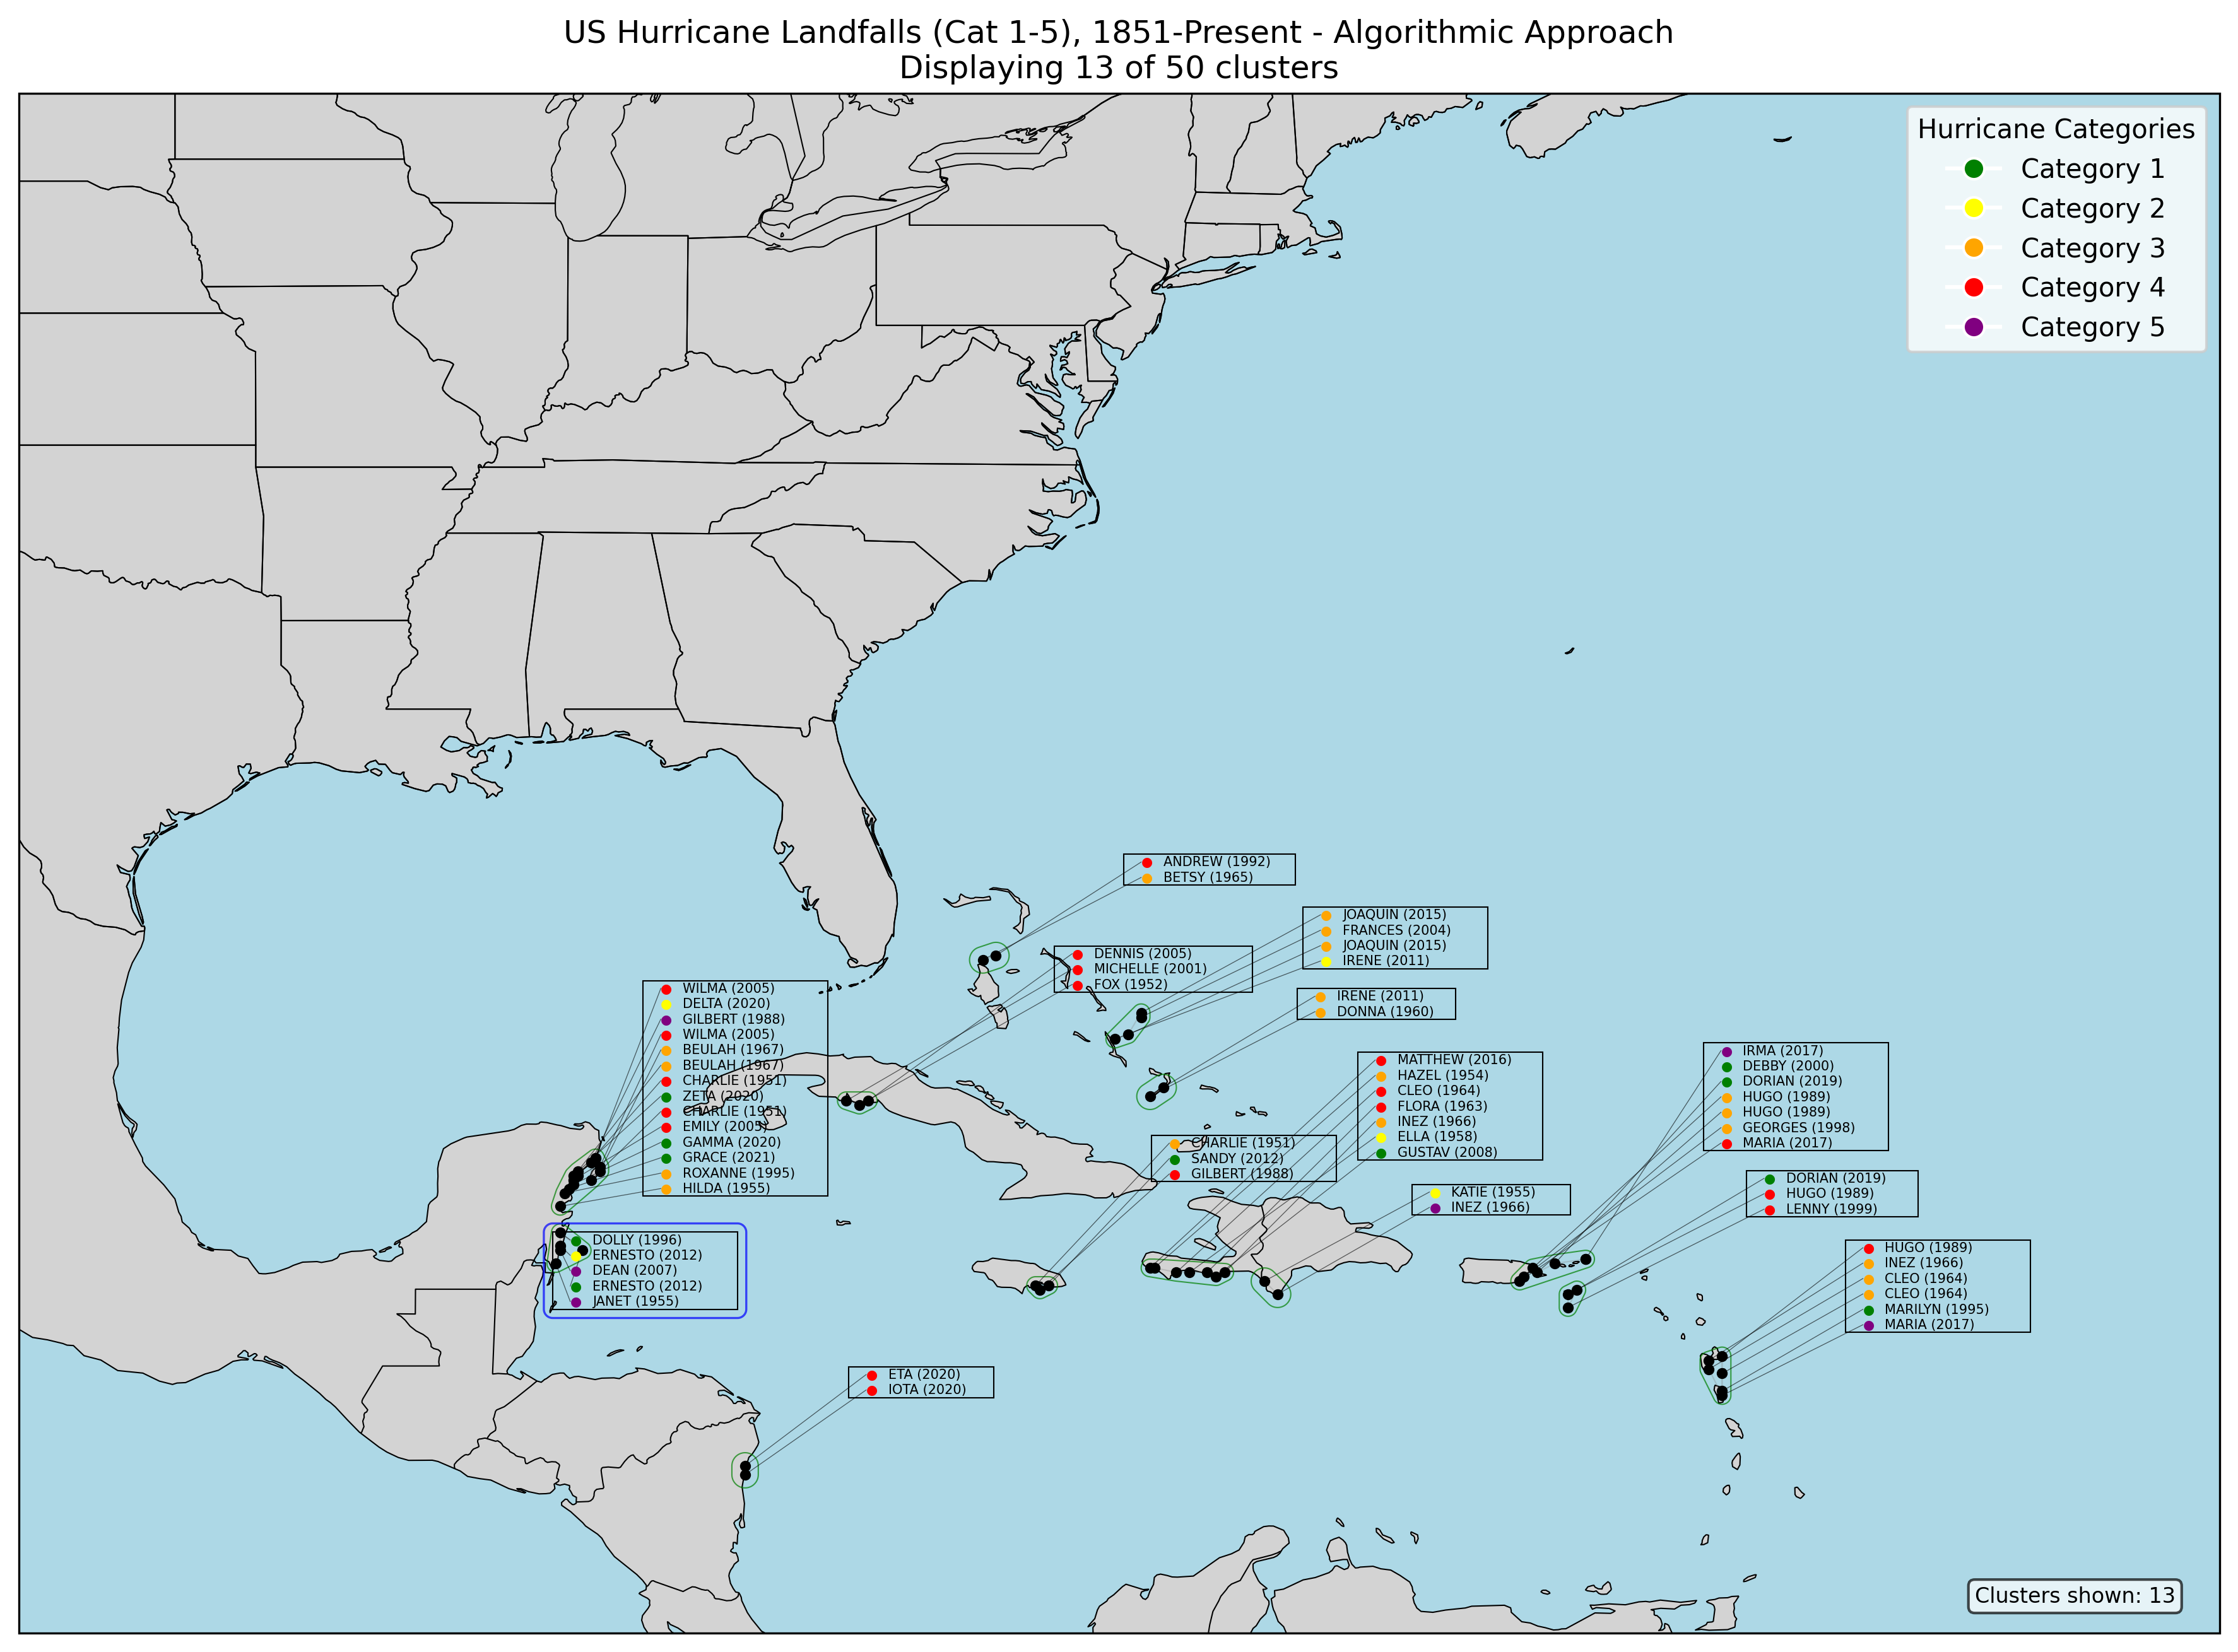 US Hurricane Landfalls (Cat 1-5), 1851-Present - Algorithmic Approach
Displaying 13 of 50 clusters
Hurricane Categories
Category 1
Category 2
Category 3
Category 4
Category 5
ANDREW (1992)
BETSY (1965)
JOAQUIN (2015)
FRANCES (2004)
JOAQUIN (2015)
IRENE (2011)
DENNIS (2005)
MICHELLE (2001)
FOX (1952)
WILMA (2005)
DELTA (2020)
GILBERT (1988)
WILMA (2005)
BEULAH (1967)
BEULAH (1967)
CHARLIE (1951)
ZETA (2020)
CHARLIE (1951)
EMILY (2005)
GAMMA (2020)
GRACE (2021)
ROXANNE (1995)
HILDA (1955)
IRENE (2011)
DONNA (1960)
MATTHEW (2016)
HAZEL (1954)
CLEO (1964)
FLORA (1963)
INEZ (1966)
ELLA (1958)
GUSTAV (2008)
IRMA (2017)
DEBBY (2000)
DORIAN (2019)
HUGO (1989)
HUGO (1989)
GEORGES (1998)
MARIA (2017)
CHARLIE (1951)
SANDY (2012)
GILBERT (1988)
KATIE (1955)
INEZ (1966)
DORIAN (2019)
HUGO (1989)
LENNY (1999)
DOLLY (1996)
ERNESTO (2012)
DEAN (2007)
ERNESTO (2012)
JANET (1955)
HUGO (1989)
INEZ (1966)
CLEO (1964)
CLEO (1964)
MARILYN (1995)
MARIA (2017)
ETA (2020)
IOTA (2020)
Clusters shown: 13